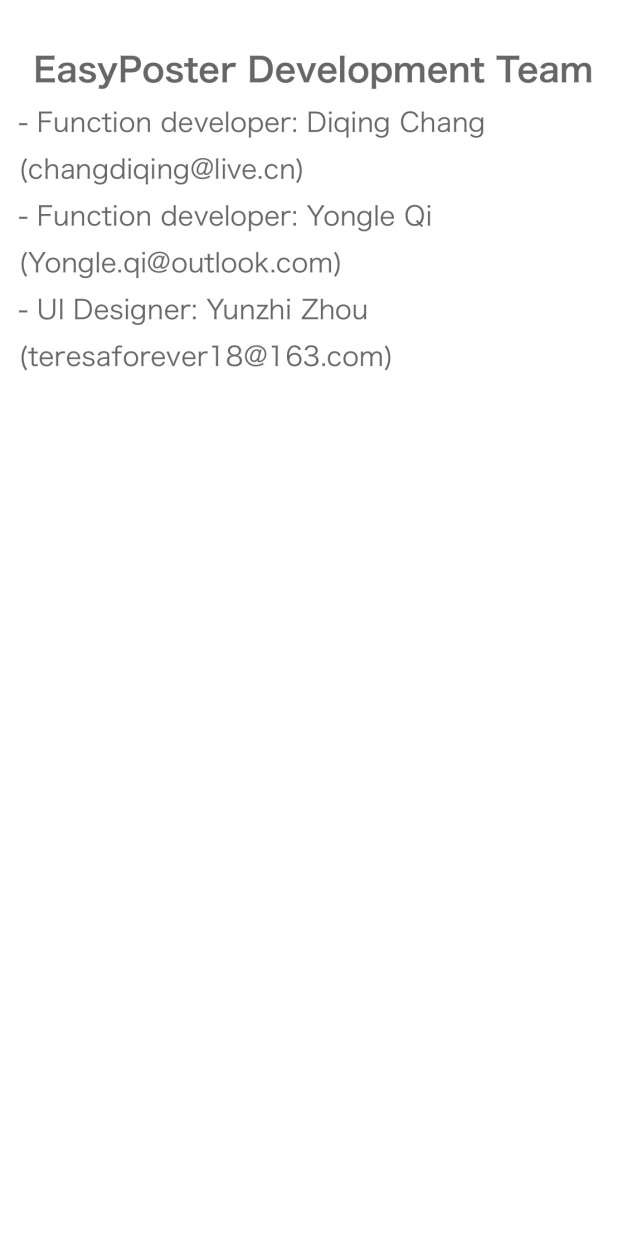 EasyPoster Development Team
- Function developer: Diqing Chang
(changdiqing@live.cn)
- Function developer: Yongle Qi
(Yongle.qi@outlook.com)
- UI Designer: Yunzhi Zhou
(teresaforever18@163.com)